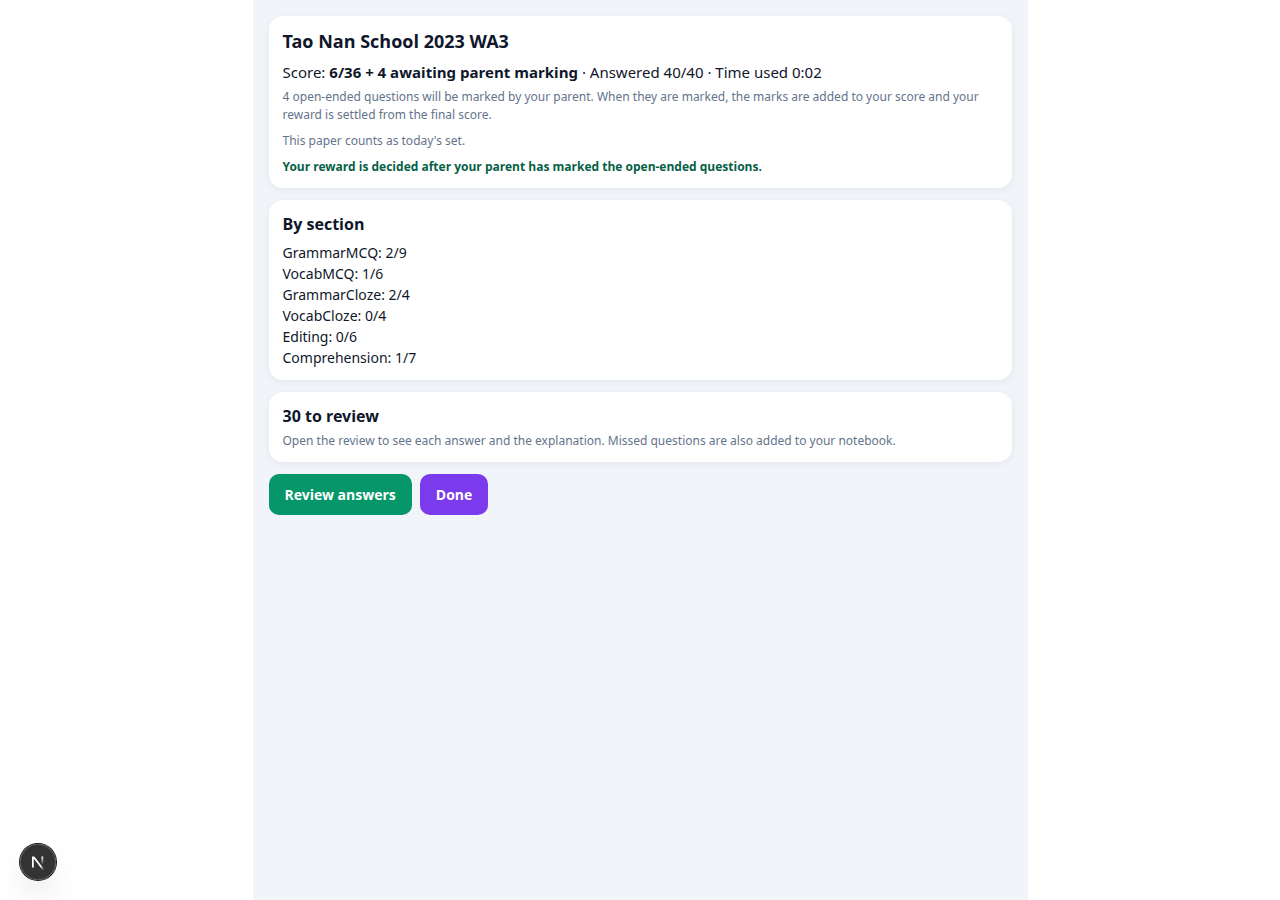 Tao Nan School 2023 WA3
Score: 6/36 + 4 awaiting parent marking · Answered 40/40 · Time used 0:02
4 open-ended questions will be marked by your parent. When they are marked, the marks are added to your score and your
reward is settled from the final score.
This paper counts as today's set.
Your reward is decided after your parent has marked the open-ended questions.
By section
GrammarMCQ: 2/9
VocabMCQ: 1/6
GrammarCloze: 2/4
VocabCloze: 0/4
Editing: 0/6
Comprehension: 1/7
30 to review
Open the review to see each answer and the explanation. Missed questions are also added to your notebook.
Review answers
Done
N